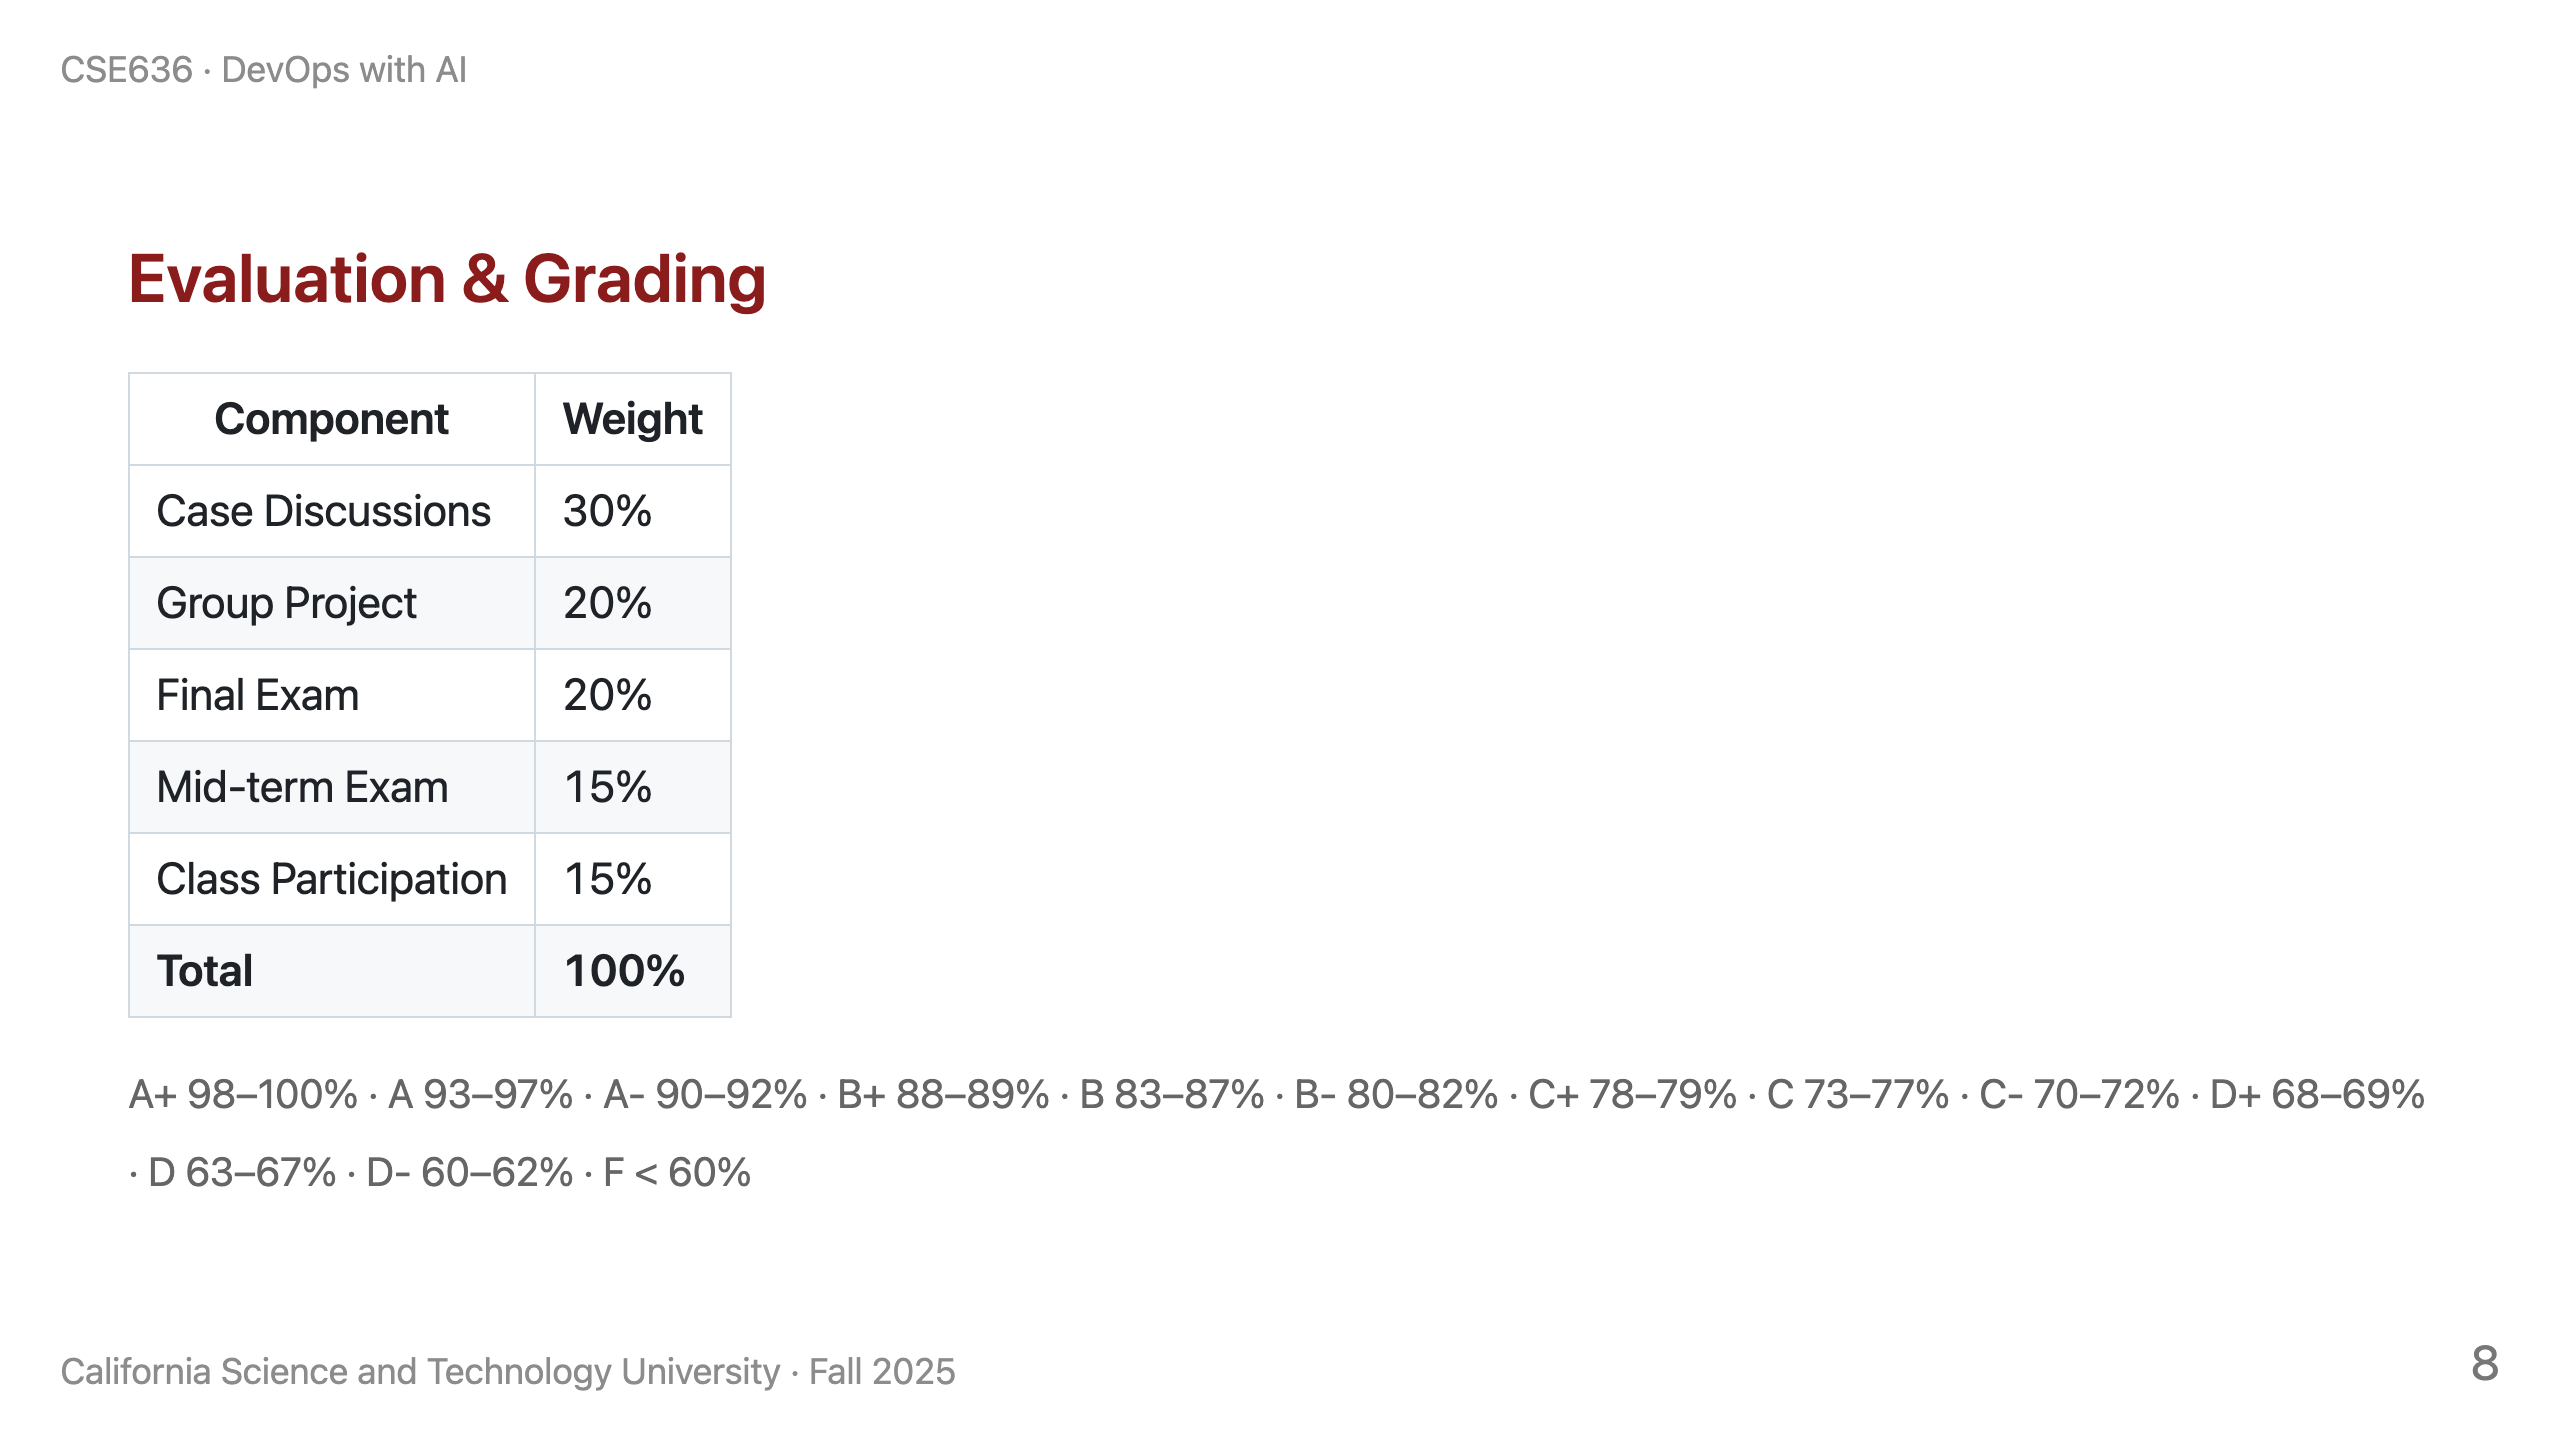 CSE636 · DevOps with AI
Evaluation & Grading
Component Weight
Case Discussions 30%
Group Project 20%
Final Exam 20%
Mid-term Exam 15%
Class Participation 15%
Total 100%
A+ 98–100% · A 93–97% · A- 90–92% · B+ 88–89% · B 83–87% · B- 80–82% · C+ 78–79% · C 73–77% · C- 70–72% · D+ 68–69%
· D 63–67% · D- 60–62% · F < 60%
California Science and Technology University · Fall 2025
8